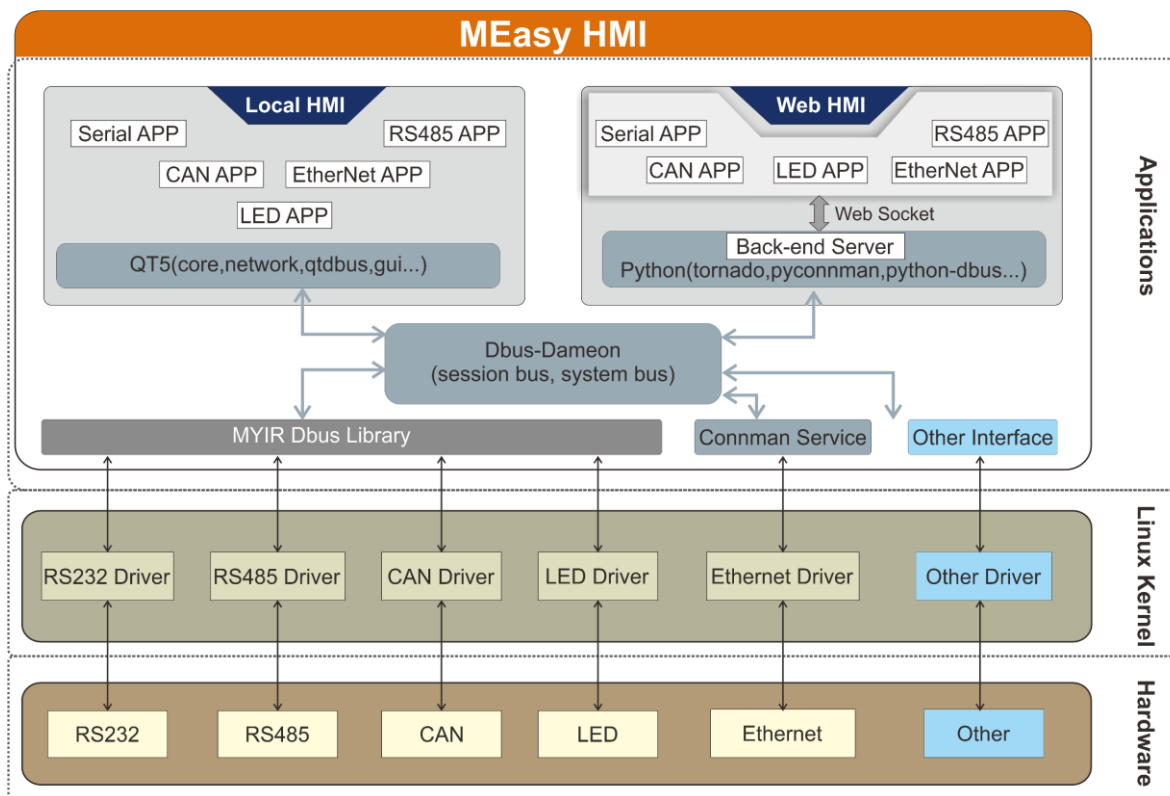 MEasy HMI
Local HMI
Serial APP
RS485 APP
CAN APP
EtherNet APP
LED APP
QT5(core,network,qtdbus,gui...)
Web HMI
Serial APP
RS485 APP
CAN APP
LED APP
EtherNet APP
Web Socket
Back-end Server
Python(tornado,pyconnman,python-dbus...)
Dbus-Dameon
(session bus, system bus)
MYIR Dbus Library
Connman Service
Other Interface
Applications
RS232 Driver
RS485 Driver
CAN Driver
LED Driver
Ethernet Driver
Other Driver
Linux Kernel
RS232
RS485
CAN
LED
Ethernet
Other
Hardware